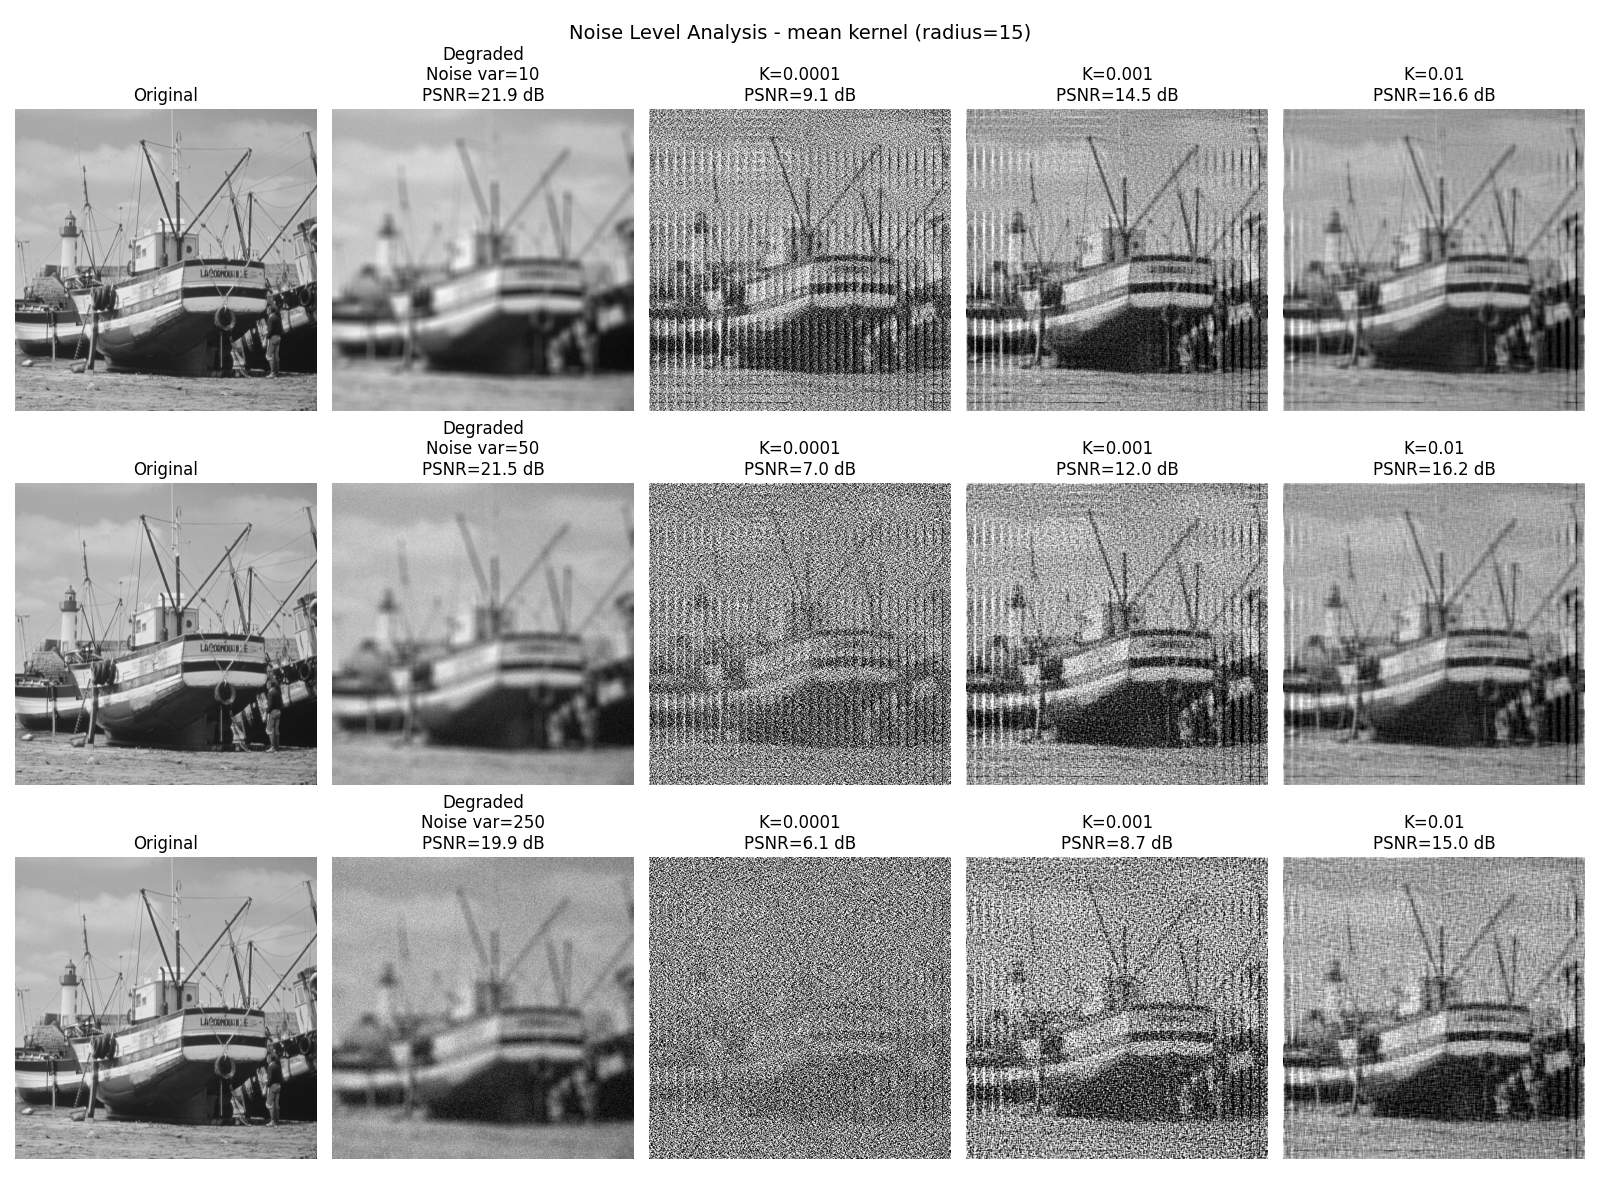 Noise Level Analysis - mean kernel (radius=15)
Original
Degraded
Noise var=10
PSNR=21.9 dB
K=0.0001
PSNR=9.1 dB
K=0.001
PSNR=14.5 dB
K=0.01
PSNR=16.6 dB
Original
Degraded
Noise var=50
PSNR=21.5 dB
K=0.0001
PSNR=7.0 dB
K=0.001
PSNR=12.0 dB
K=0.01
PSNR=16.2 dB
Original
Degraded
Noise var=250
PSNR=19.9 dB
K=0.0001
PSNR=6.1 dB
K=0.001
PSNR=8.7 dB
K=0.01
PSNR=15.0 dB